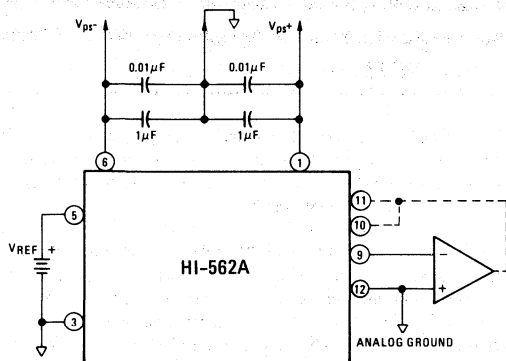 Vps- Vps+
0.01µF 0.01µF
1µF 1µF
6 1
5 11
10
VREF + HI-562A 9 -
12 +
3
ANALOG GROUND